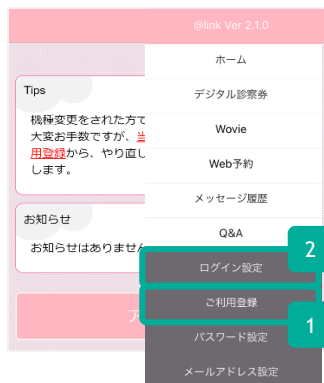 @link Ver 2.1.0
Tips
機種変更をされた方で
大変お手数ですが、当
用登録から、やり直し
します。
お知らせ
お知らせはありません
ア
ホーム
デジタル診察券
Wovie
Web予約
メッセージ履歴
Q&A
ログイン設定
2
ご利用登録
1
パスワード設定
メールアドレス設定